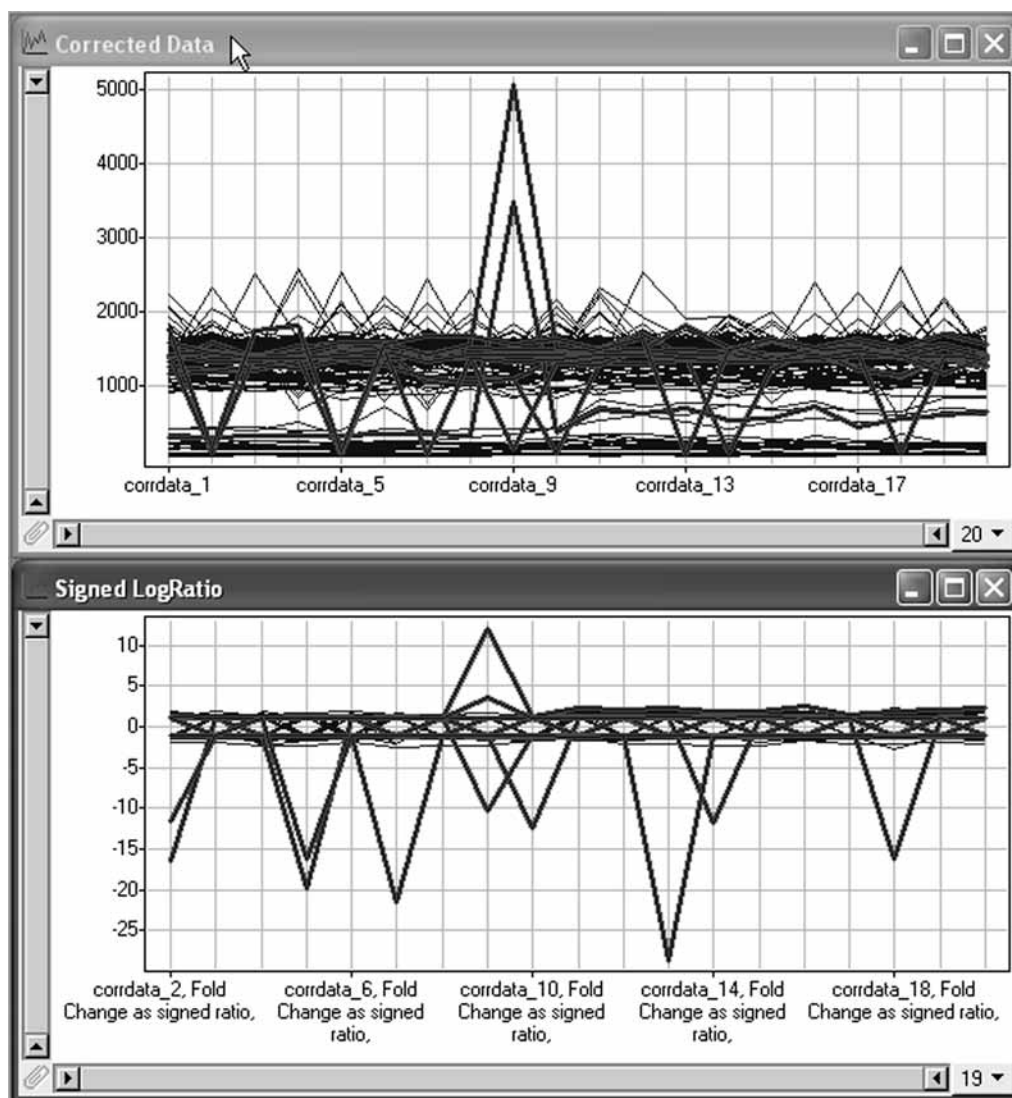 Corrected Data
5000
4000
3000
2000
1000
corrdata_1 corrdata_5 corrdata_9 corrdata_13 corrdata_17
20
Signed LogRatio
10
5
0
-5
-10
-15
-20
-25
corrdata_2, Fold corrdata_6, Fold corrdata_10, Fold corrdata_14, Fold corrdata_18, Fold
Change as signed ratio, Change as signed Change as signed Change as signed Change as signed ratio,
ratio, ratio, ratio,
19